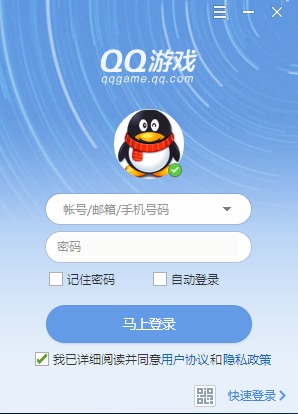 QQ游戏
qqgame.qq.com
帐号/邮箱/手机号码
密码
记住密码 自动登录
马上登录
我已详细阅读并同意用户协议和隐私政策
快速登录